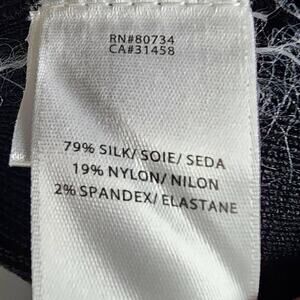 RN#80734
CA#31458
79% SILK/ SOIE/ SEDA
19% NYLON/ NILON
2% SPANDEX/ ELASTANE